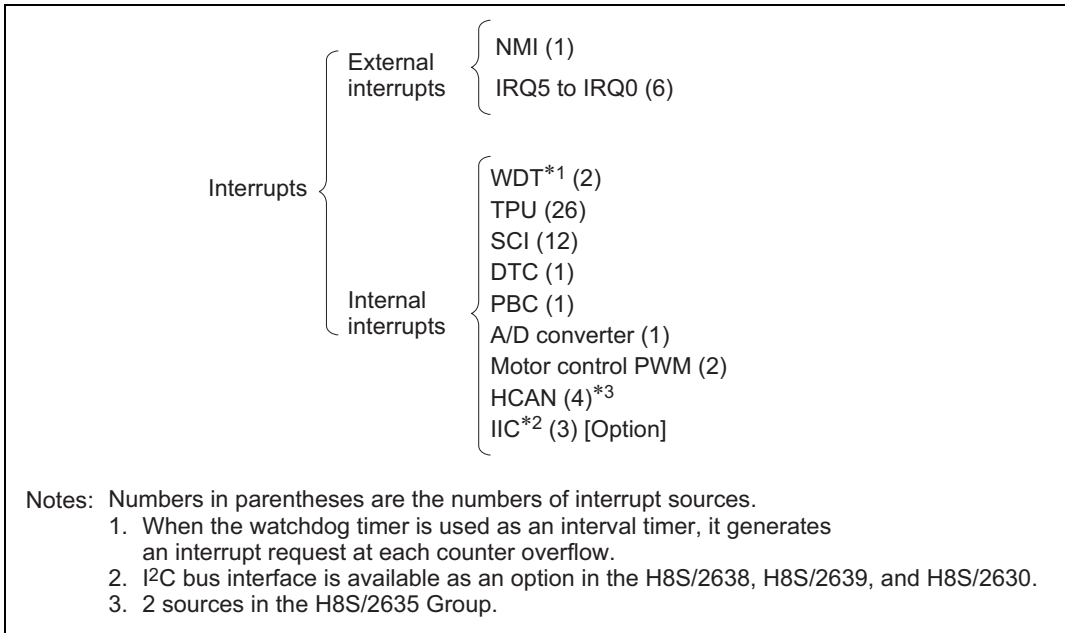 Interrupts
External
interrupts
NMI (1)
IRQ5 to IRQ0 (6)
Internal
interrupts
WDT*1 (2)
TPU (26)
SCI (12)
DTC (1)
PBC (1)
A/D converter (1)
Motor control PWM (2)
HCAN (4)*3
IIC*2 (3) [Option]
Notes: Numbers in parentheses are the numbers of interrupt sources.
1. When the watchdog timer is used as an interval timer, it generates
an interrupt request at each counter overflow.
2. I2C bus interface is available as an option in the H8S/2638, H8S/2639, and H8S/2630.
3. 2 sources in the H8S/2635 Group.